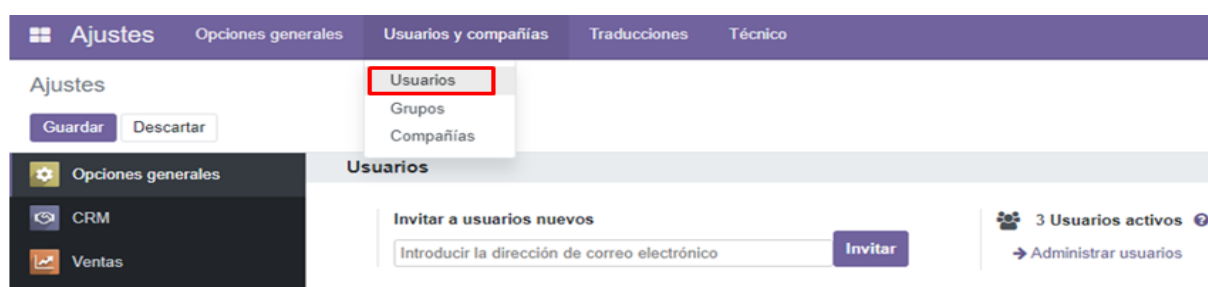 Ajustes Opciones generales Usuarios y compañías Traducciones Técnico
Ajustes
Usuarios
Grupos
Compañías
Guardar Descartar
Opciones generales
CRM
Ventas
Usuarios
Invitar a usuarios nuevos
Introducir la dirección de correo electrónico Invitar
3 Usuarios activos ?
Administrar usuarios